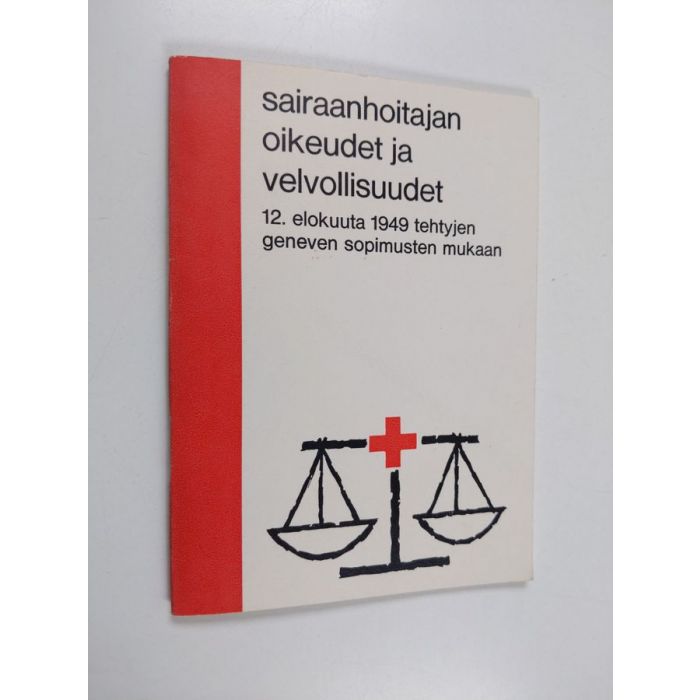 sairaanhoitajan
oikeudet ja
velvollisuudet
12. elokuuta 1949 tehtyjen
geneven sopimusten mukaan